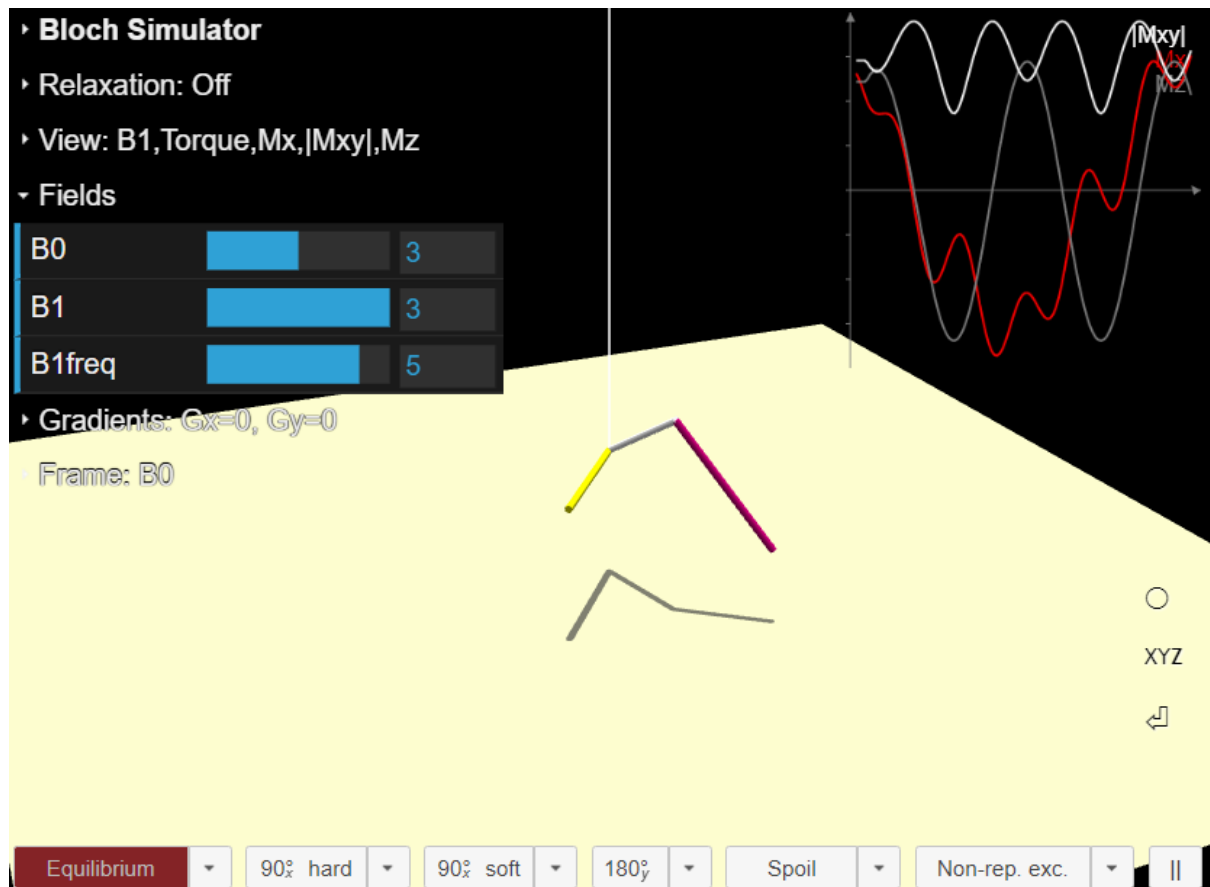 Bloch Simulator
Relaxation: Off
View: B1,Torque,Mx,|Mxy|,Mz
Fields
B0 3
B1 3
B1freq 5
Gradients: Gx=0, Gy=0
Frame: B0
|Mxy|
Mx
Mz
XYZ
Equilibrium 90°x hard 90°x soft 180°y Spoil Non-rep. exc. ||